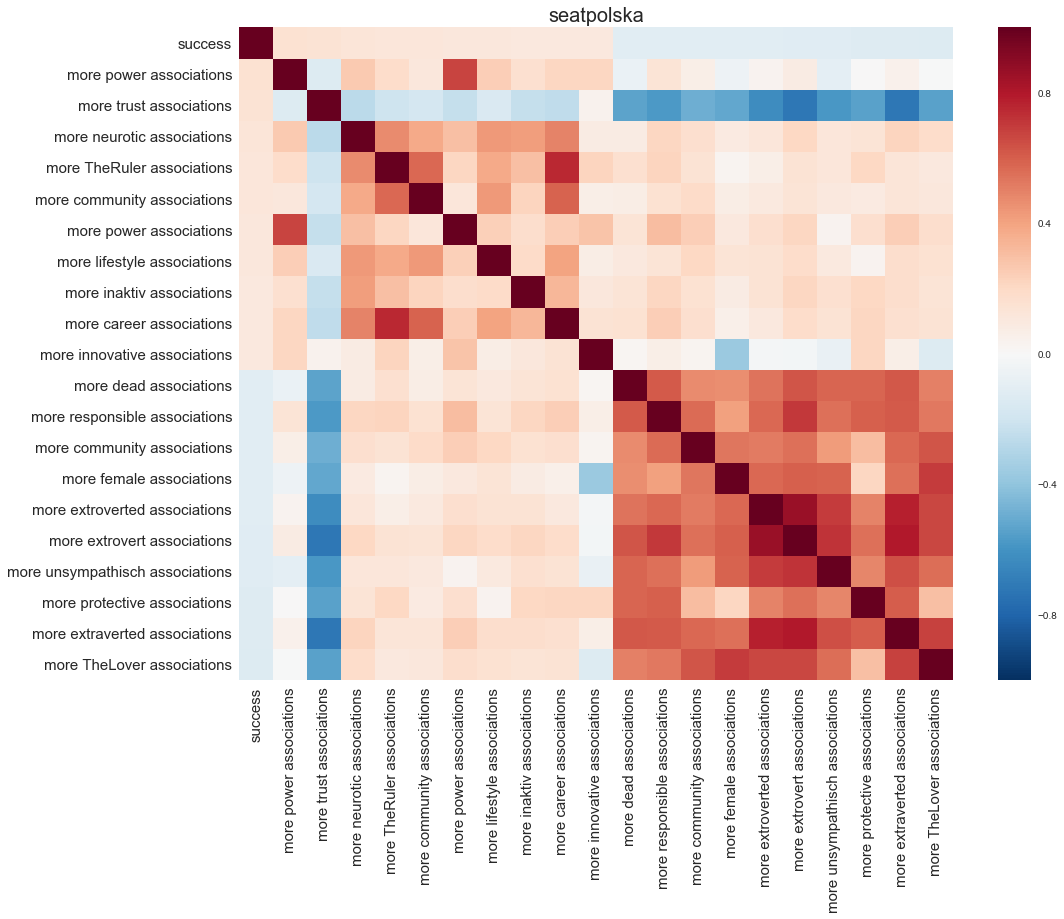 seatpolska
success
more power associations
more trust associations
more neurotic associations
more TheRuler associations
more community associations
more power associations
more lifestyle associations
more inaktiv associations
more career associations
more innovative associations
more dead associations
more responsible associations
more community associations
more female associations
more extroverted associations
more extrovert associations
more unsympathisch associations
more protective associations
more extraverted associations
more TheLover associations
0.8
0.4
0.0
−0.4
−0.8
success
more power associations
more trust associations
more neurotic associations
more TheRuler associations
more community associations
more power associations
more lifestyle associations
more inaktiv associations
more career associations
more innovative associations
more dead associations
more responsible associations
more community associations
more female associations
more extroverted associations
more extrovert associations
more unsympathisch associations
more protective associations
more extraverted associations
more TheLover associations